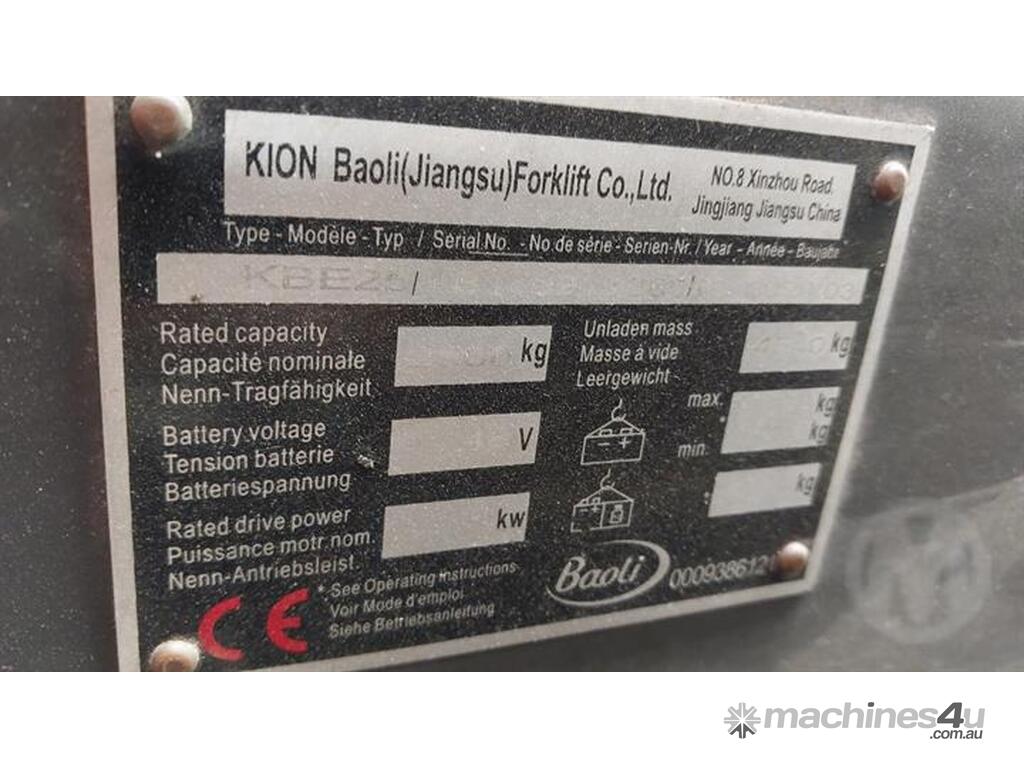 KION Baoli(Jiangsu)Forklift Co.,Ltd.
NO.8 Xinzhou Road.
Jingjiang Jiangsu China
Type - Modèle - Typ / Serial No. - No.de série - Serien-Nr. / Year - Année - Baujahr
/ /
Rated capacity
Capacité nominale
Nenn-Tragfähigkeit
kg
Unladen mass
Masse à vide
Leergewicht
kg
Battery voltage
Tension batterie
Batteriespannung
V
max. kg
min. kg
Rated drive power
Puissance motr nom.
Nenn-Antriebsleist.
kw
kg
CE
* See Operating Instructions
Voir Mode d'emploi
Siehe Betriebsanleitung
Baoli
machines4u
.com.au